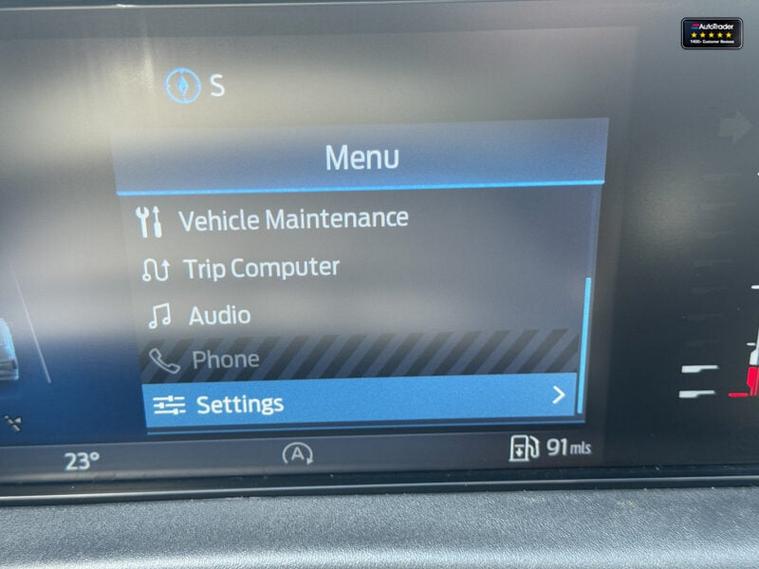 AutoTrader
S
Menu
Vehicle Maintenance
Trip Computer
Audio
Phone
Settings
23°
A
91 mls